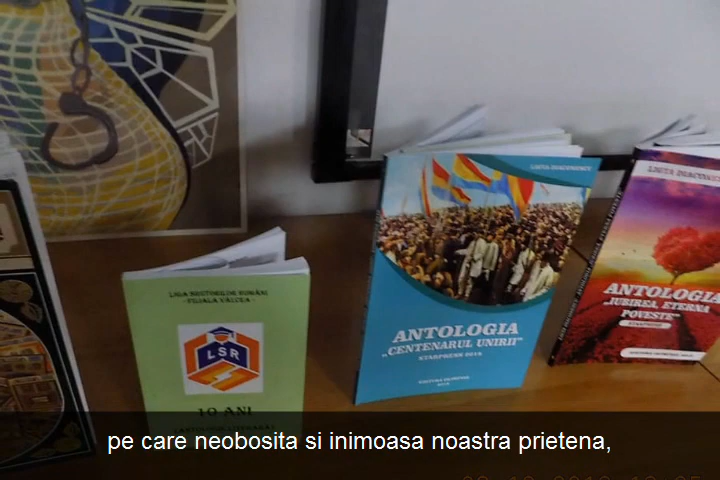 LIGA SCRIITORILOR ROMÂNI
- FILIALA VÂLCEA -
LSR
10 ANI
LIGIA DIACONESCU
ANTOLOGIA
„CENTENARUL UNIRII"
STARPRESS 2018
LIGIA DIACONESCU
ANTOLOGIA
„IUBIREA, ETERNA
POVESTE"
STARPRESS
pe care neobosita si inimoasa noastra prietena,